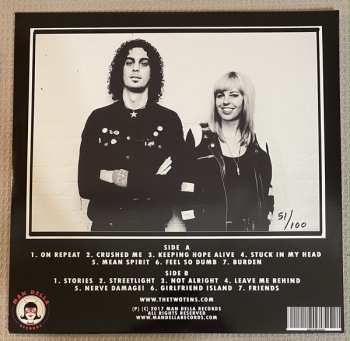 51/100
SIDE A
1. ON REPEAT 2. CRUSHED ME 3. KEEPING HOPE ALIVE 4. STUCK IN MY HEAD
5. MEAN SPIRIT 6. FEEL SO DUMB 7. BURDEN
SIDE B
1. STORIES 2. STREETLIGHT 3. NOT ALRIGHT 4. LEAVE ME BEHIND
5. NERVE DAMAGE! 6. GIRLFRIEND ISLAND 7. FRIENDS
WWW.THETWOTENS.COM
(P) (C) 2017 MAN DELLA RECORDS
ALL RIGHTS RESERVED
WWW.MANDELLARECORDS.COM
MAN DELLA
RECORDS